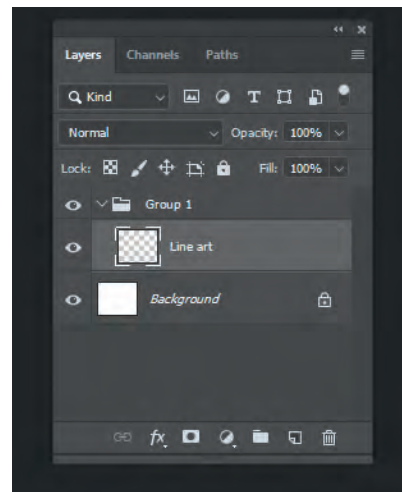 Layers Channels Paths
Kind
Normal Opacity: 100%
Lock: Fill: 100%
Group 1
Line art
Background
fx